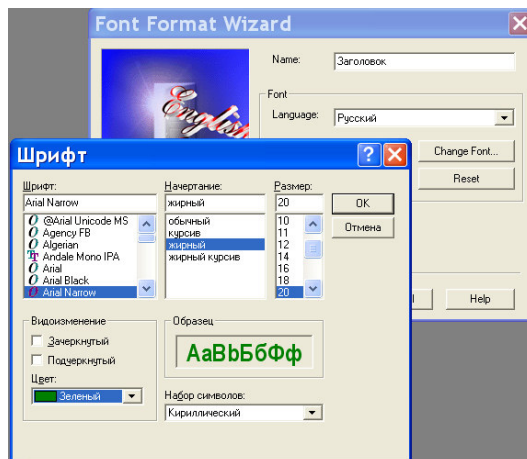 Font Format Wizard
Name: Заголовок
Font
Language: Русский
English
Change Font...
Reset
Help
Шрифт
Шрифт: Начертание: Размер:
Arial Narrow жирный 20 OK
@Arial Unicode MS обычный 10 Отмена
Agency FB курсив 11
Algerian жирный 12
Andale Mono IPA жирный курсив 14
Arial 16
Arial Black 18
Arial Narrow 20
Видоизменение Образец
Зачеркнутый
АаВbБбФф
Подчеркнутый
Цвет: Набор символов:
Зеленый Кириллический